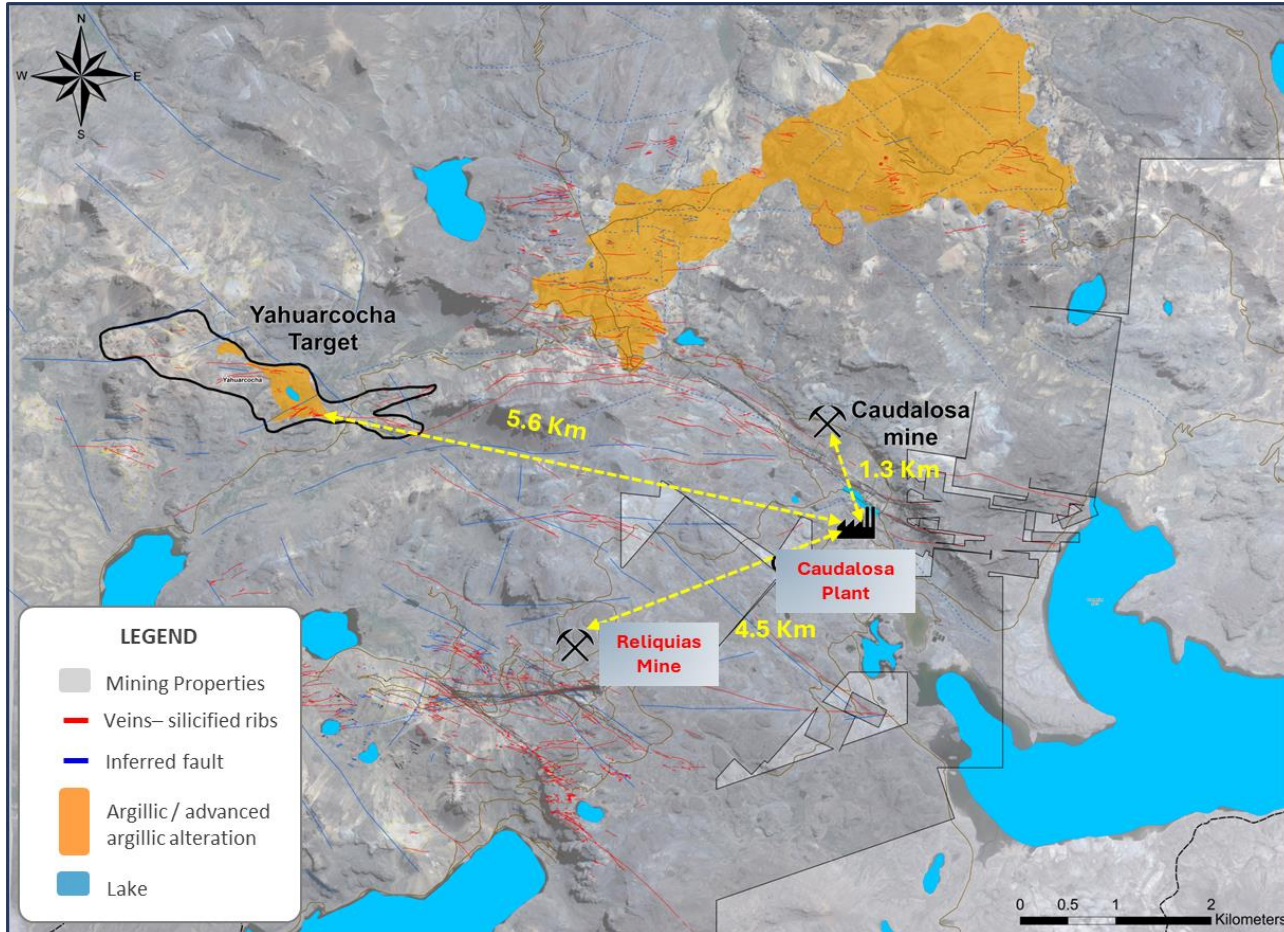 N
W
E
S
Yahuarcocha
Target
Yahuarcocha
5.6 Km
Caudalosa
mine
1.3 Km
Caudalosa
Plant
4.5 Km
Reliquias
Mine
LEGEND
Mining Properties
Veins– silicified ribs
Inferred fault
Argillic / advanced
argillic alteration
Lake
0 0.5 1 2
Kilometers